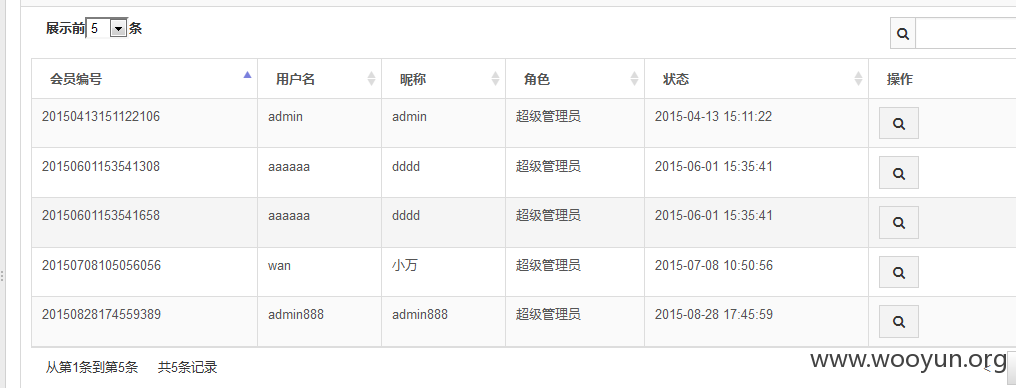 展示前 5 条
会员编号 用户名 昵称 角色 状态 操作
20150413151122106 admin admin 超级管理员 2015-04-13 15:11:22
20150601153541308 aaaaaa dddd 超级管理员 2015-06-01 15:35:41
20150601153541658 aaaaaa dddd 超级管理员 2015-06-01 15:35:41
20150708105056056 wan 小万 超级管理员 2015-07-08 10:50:56
20150828174559389 admin888 admin888 超级管理员 2015-08-28 17:45:59
从第1条到第5条 共5条记录
www.wooyun.org